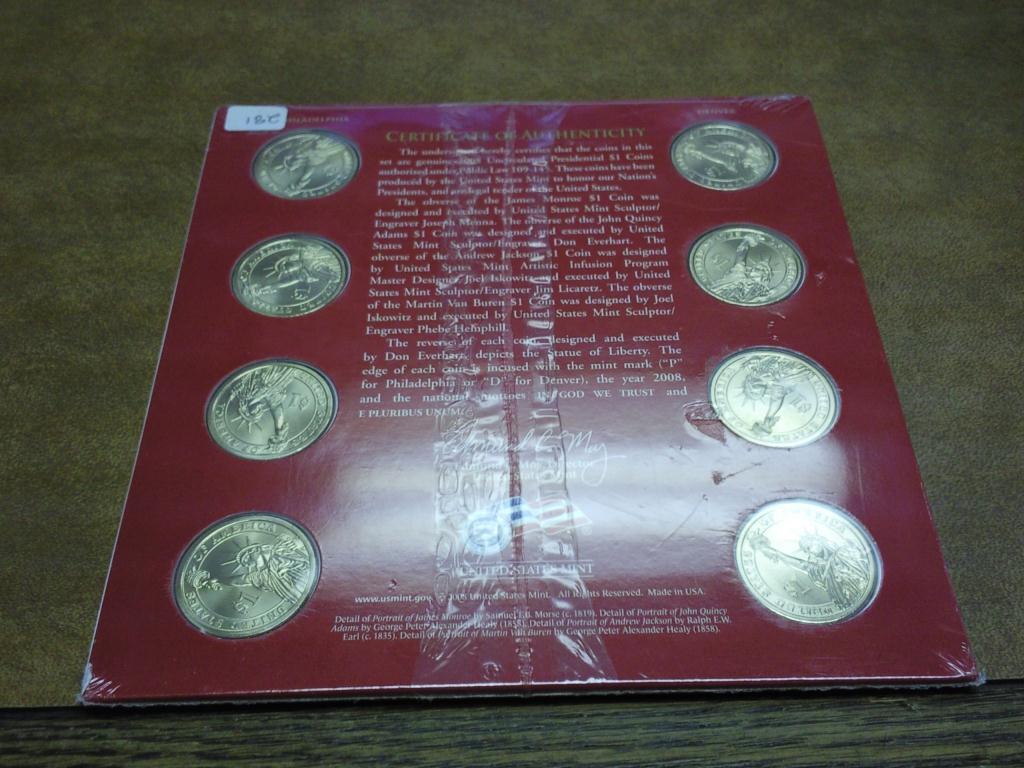 182
PHILADELPHIA
DENVER
CERTIFICATE OF AUTHENTICITY
The undersigned hereby certifies that the coins in this
set are genuine Uncirculated Presidential $1 Coins
authorized under Public Law 109-145. These coins have been
produced by the United States Mint to honor our Nation's
Presidents, and are legal tender of the United States.
The obverse of the James Monroe $1 Coin was
designed and executed by United States Mint Sculptor/
Engraver Joseph Menna. The obverse of the John Quincy
Adams $1 Coin was designed and executed by United
States Mint Sculptor/Engraver Don Everhart. The
obverse of the Andrew Jackson $1 Coin was designed
by United States Mint Artistic Infusion Program
Master Designer Joel Iskowitz and executed by United
States Mint Sculptor/Engraver Jim Licaretz. The obverse
of the Martin Van Buren $1 Coin was designed by Joel
Iskowitz and executed by United States Mint Sculptor/
Engraver Phebe Hemphill.
The reverse of each coin, designed and executed
by Don Everhart, depicts the Statue of Liberty. The
edge of each coin is incused with the mint mark ("P"
for Philadelphia or "D" for Denver), the year 2008,
and the national mottoes IN GOD WE TRUST and
E PLURIBUS UNUM.
Director
UNITED STATES MINT
www.usmint.gov © 2008 United States Mint. All Rights Reserved. Made in USA.
Detail of Portrait of James Monroe by Samuel F.B. Morse (c. 1819). Detail of Portrait of John Quincy
Adams by George Peter Alexander Healy (1858). Detail of Portrait of Andrew Jackson by Ralph E.W.
Earl (c. 1835). Detail of Portrait of Martin Van Buren by George Peter Alexander Healy (1858).
UNITED STATES OF AMERICA
$1
UNITED STATES OF AMERICA
$1